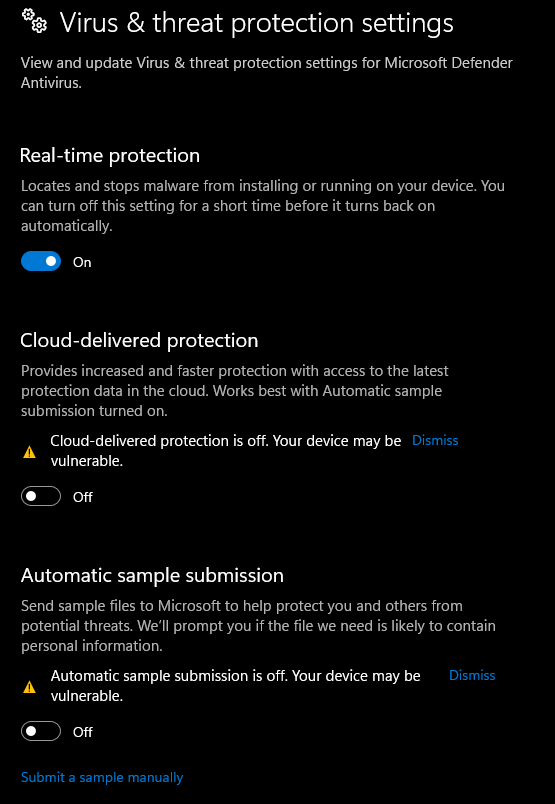 Virus & threat protection settings
View and update Virus & threat protection settings for Microsoft Defender
Antivirus.
Real-time protection
Locates and stops malware from installing or running on your device. You
can turn off this setting for a short time before it turns back on
automatically.
On
Cloud-delivered protection
Provides increased and faster protection with access to the latest
protection data in the cloud. Works best with Automatic sample
submission turned on.
Cloud-delivered protection is off. Your device may be Dismiss
vulnerable.
Off
Automatic sample submission
Send sample files to Microsoft to help protect you and others from
potential threats. We’ll prompt you if the file we need is likely to contain
personal information.
Automatic sample submission is off. Your device may be Dismiss
vulnerable.
Off
Submit a sample manually